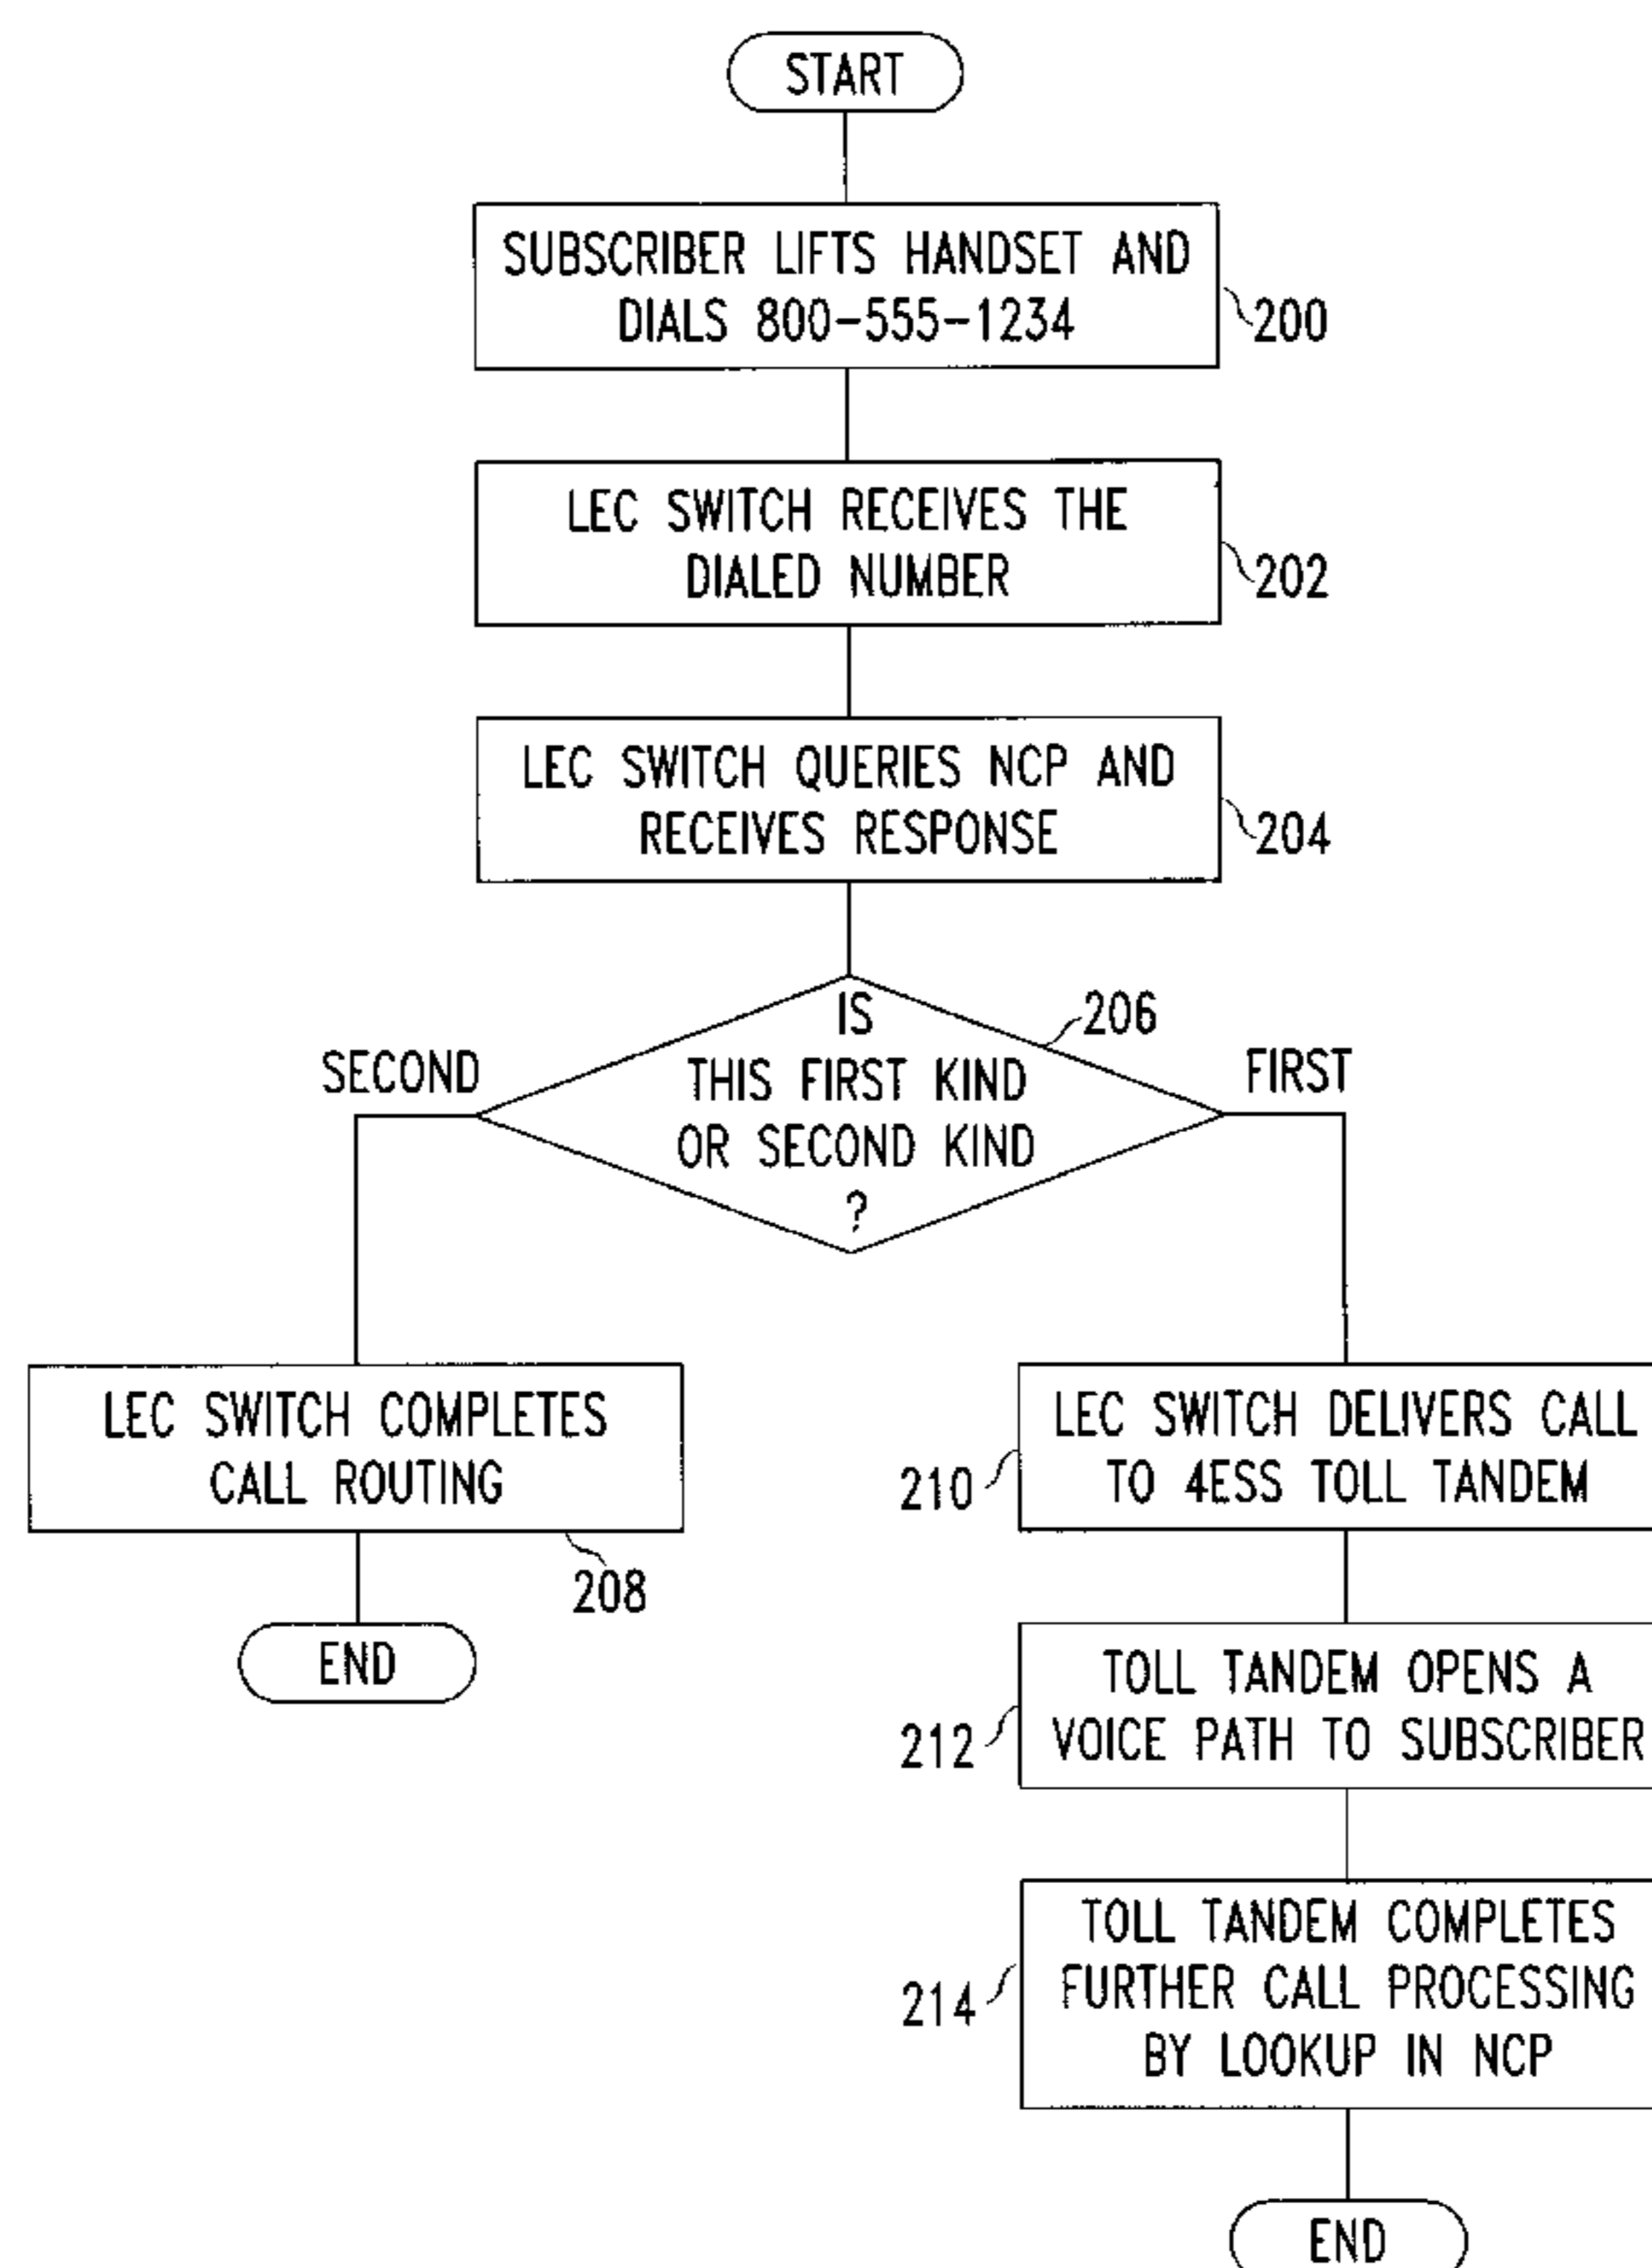 START
SUBSCRIBER LIFTS HANDSET AND
DIALS 800-555-1234
200
LEC SWITCH RECEIVES THE
DIALED NUMBER
202
LEC SWITCH QUERIES NCP AND
RECEIVES RESPONSE
204
IS
THIS FIRST KIND
OR SECOND KIND
?
206
SECOND
FIRST
LEC SWITCH COMPLETES
CALL ROUTING
208
END
LEC SWITCH DELIVERS CALL
TO 4ESS TOLL TANDEM
210
TOLL TANDEM OPENS A
VOICE PATH TO SUBSCRIBER
212
TOLL TANDEM COMPLETES
FURTHER CALL PROCESSING
BY LOOKUP IN NCP
214
END